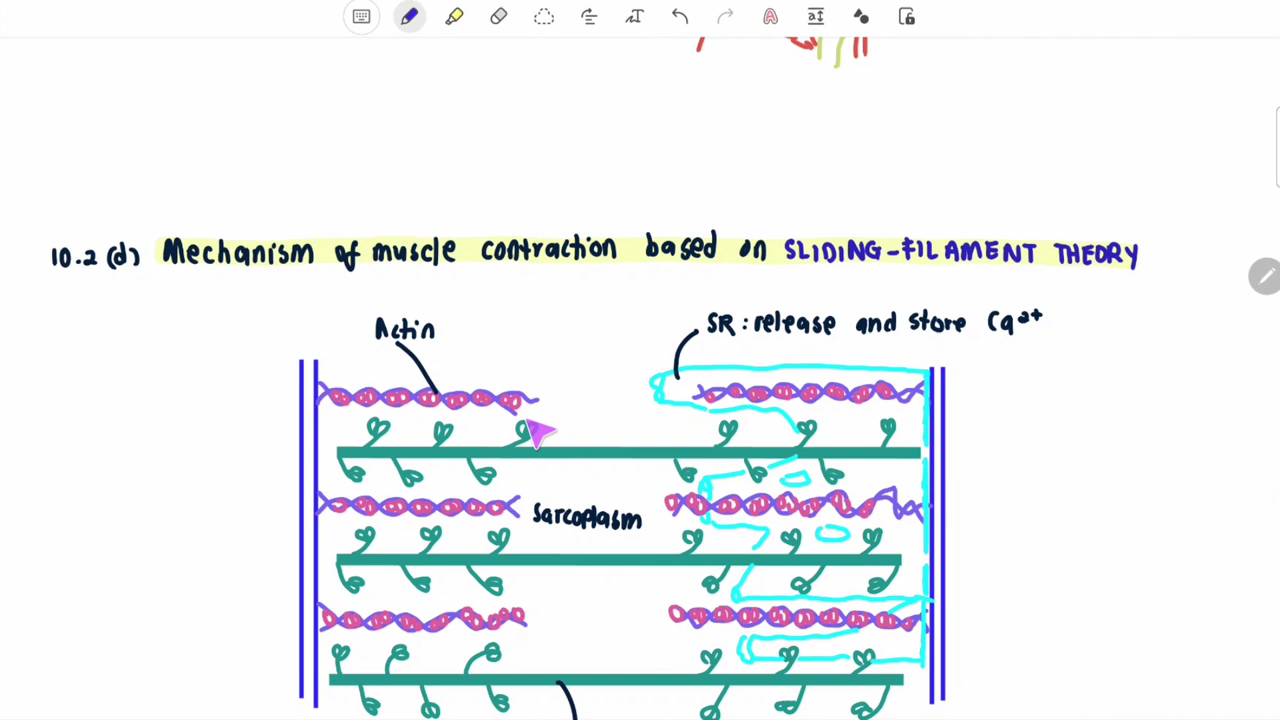 10.2 (d) Mechanism of muscle contraction based on SLIDING-FILAMENT THEORY
Actin
SR: release and store Ca²⁺
sarcoplasm